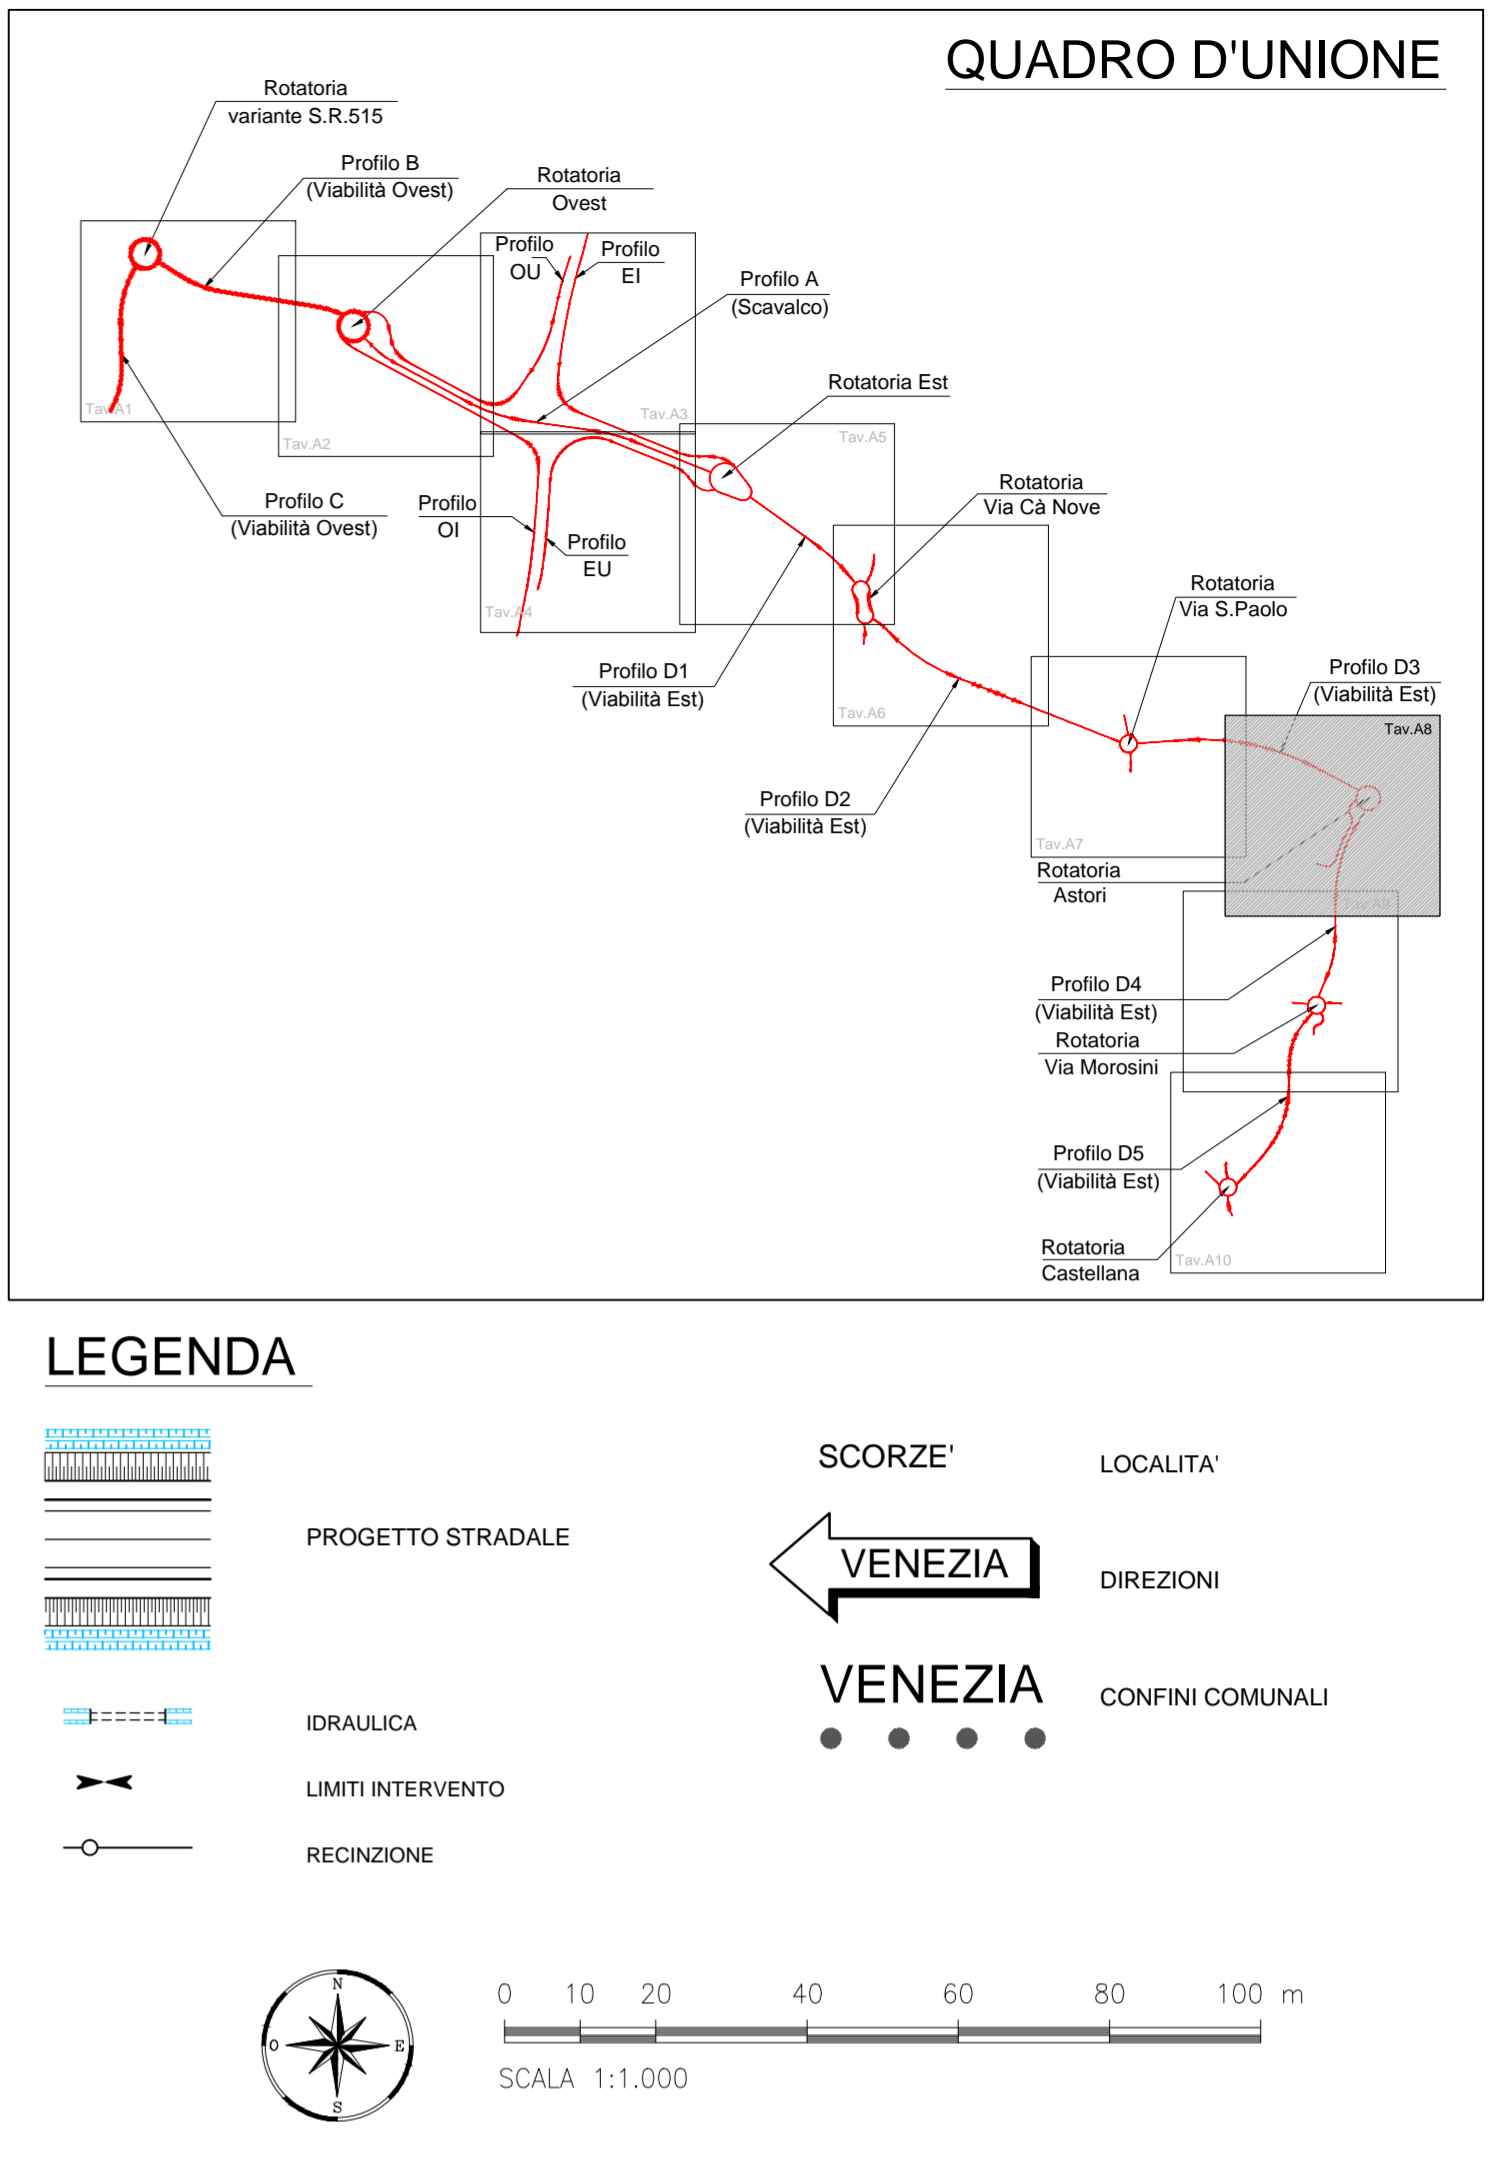 QUADRO D'UNIONE
Rotatoria
variante S.R.515
Profilo B
(Viabilità Ovest)
Rotatoria
Ovest
Profilo
OU
Profilo
EI
Profilo A
(Scavalco)
Rotatoria Est
Tav.A1
Tav.A2
Tav.A3
Tav.A5
Profilo C
(Viabilità Ovest)
Profilo
OI
Profilo
EU
Rotatoria
Via Cà Nove
Tav.A4
Rotatoria
Via S.Paolo
Profilo D1
(Viabilità Est)
Profilo D3
(Viabilità Est)
Tav.A6
Tav.A8
Profilo D2
(Viabilità Est)
Tav.A7
Rotatoria
Astori
Tav.A9
Profilo D4
(Viabilità Est)
Rotatoria
Via Morosini
Profilo D5
(Viabilità Est)
Rotatoria
Castellana
Tav.A10
LEGENDA
PROGETTO STRADALE
IDRAULICA
LIMITI INTERVENTO
RECINZIONE
SCORZE'
LOCALITA'
VENEZIA
DIREZIONI
VENEZIA
CONFINI COMUNALI
N
O
E
S
0 10 20 40 60 80 100 m
SCALA 1:1.000